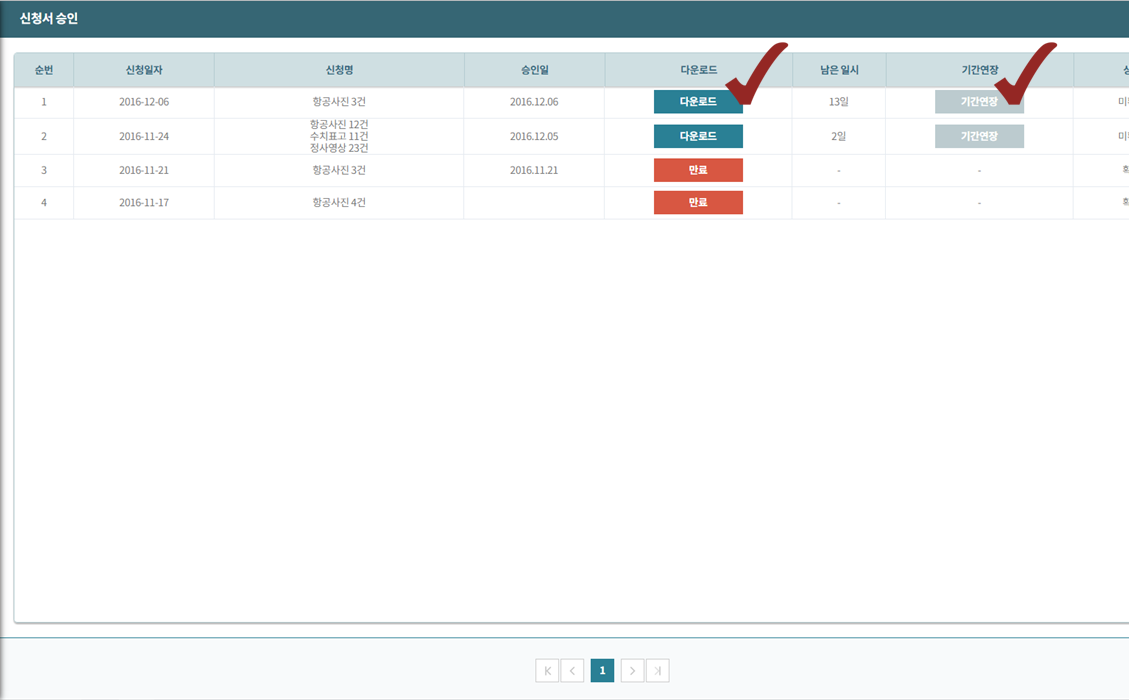 신청서 승인
순번 신청일자 신청명 승인일 다운로드 남은 일시 기간연장
1 2016-12-06 항공사진 3건 2016.12.06 다운로드 13일 기간연장
항공사진 12건
2 2016-11-24 수치표고 11건 2016.12.05 다운로드 2일 기간연장
정사영상 23건
3 2016-11-21 항공사진 3건 2016.11.21 만료 - -
4 2016-11-17 항공사진 4건 만료 - -
1